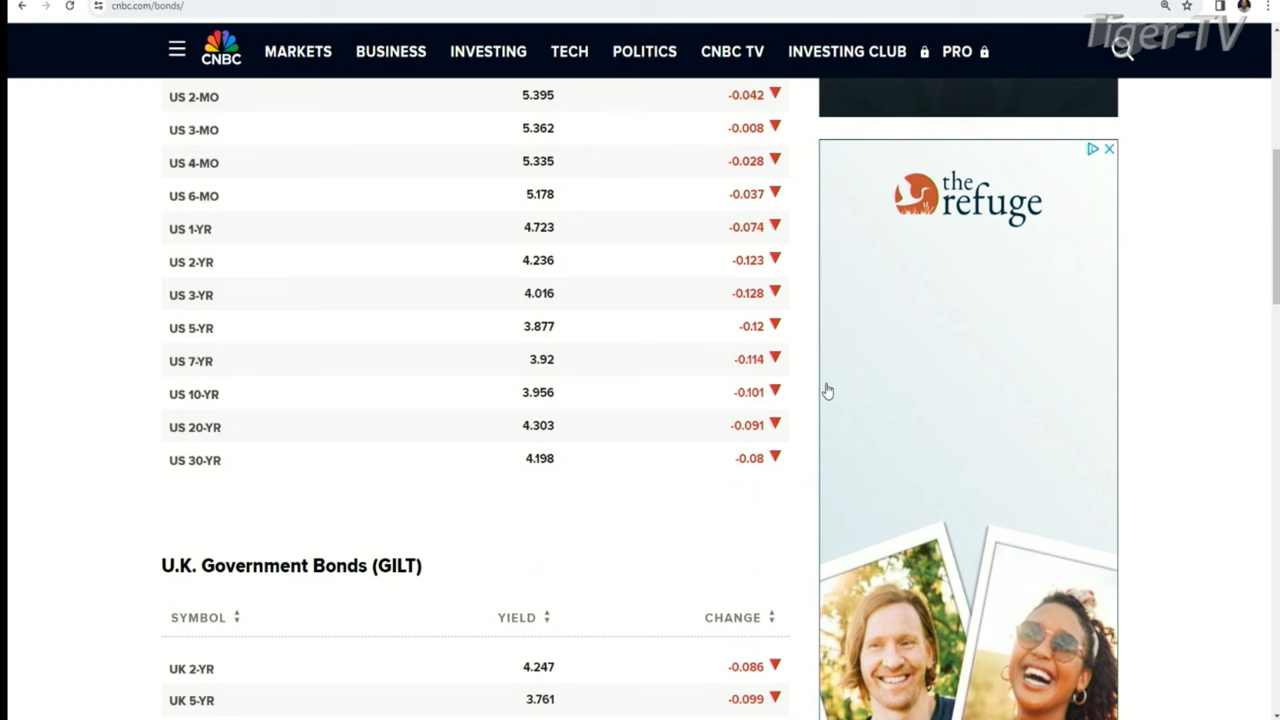 cnbc.com/bonds/
Tiger-TV
CNBC
MARKETS BUSINESS INVESTING TECH POLITICS CNBC TV INVESTING CLUB PRO
US 2-MO 5.395 -0.042
US 3-MO 5.362 -0.008
US 4-MO 5.335 -0.028
US 6-MO 5.178 -0.037
US 1-YR 4.723 -0.074
US 2-YR 4.236 -0.123
US 3-YR 4.016 -0.128
US 5-YR 3.877 -0.12
US 7-YR 3.92 -0.114
US 10-YR 3.956 -0.101
US 20-YR 4.303 -0.091
US 30-YR 4.198 -0.08
the
refuge
U.K. Government Bonds (GILT)
SYMBOL YIELD CHANGE
UK 2-YR 4.247 -0.086
UK 5-YR 3.761 -0.099